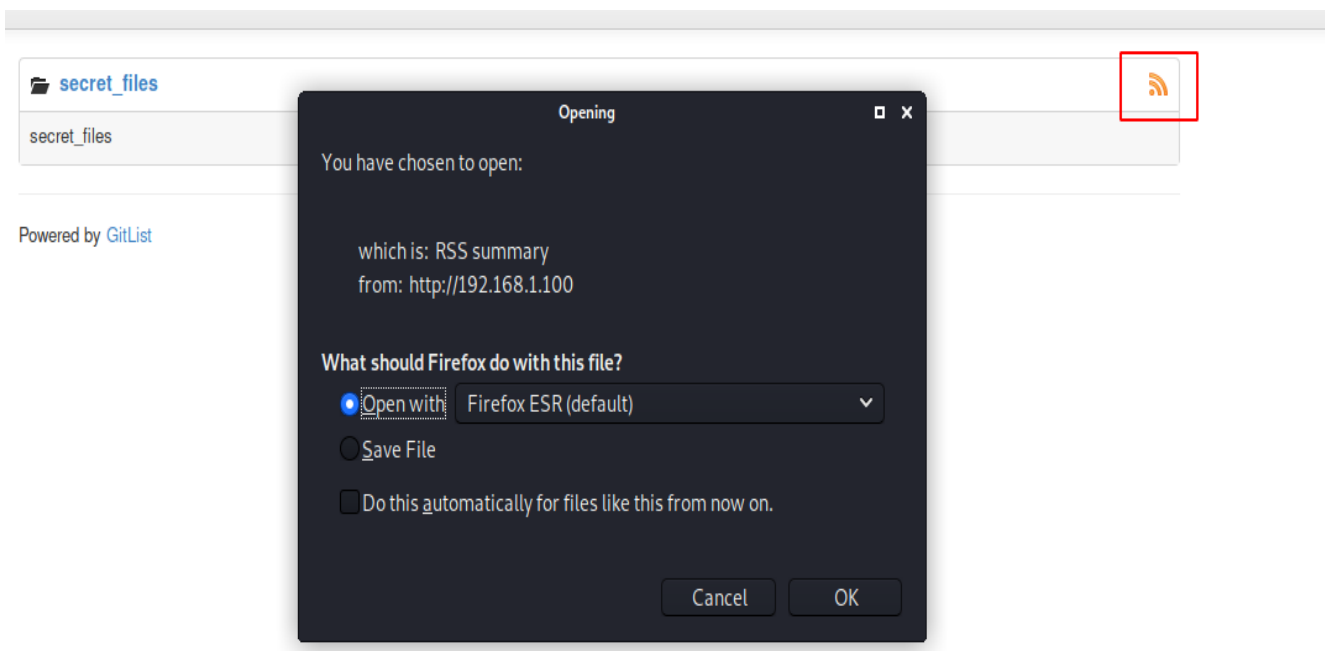 secret_files
secret_files
Powered by GitList
Opening
You have chosen to open:
which is: RSS summary
from: http://192.168.1.100
What should Firefox do with this file?
Open with Firefox ESR (default)
Save File
Do this automatically for files like this from now on.
Cancel OK